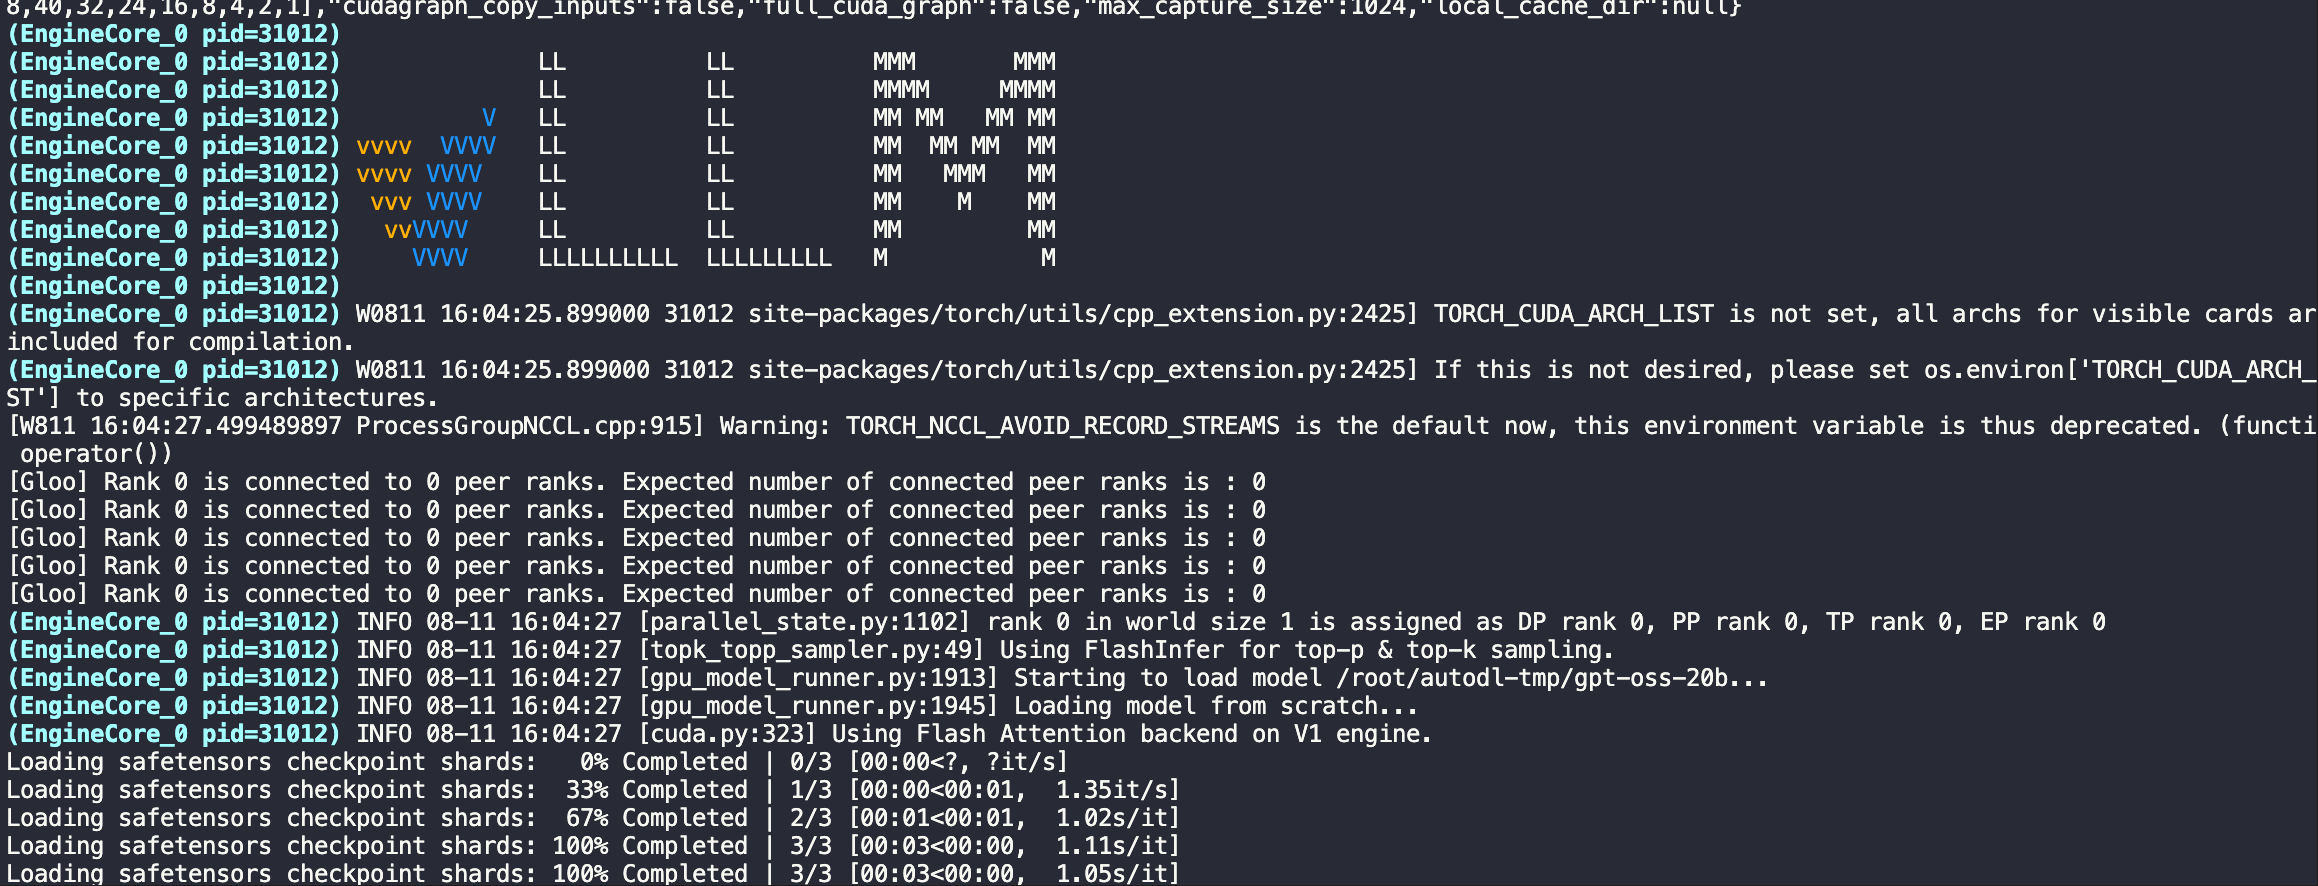 8,40,32,24,16,8,4,2,1],"cudagraph_copy_inputs":false,"full_cuda_graph":false,"max_capture_size":1024,"local_cache_dir":null}
(EngineCore_0 pid=31012)
(EngineCore_0 pid=31012)              LL          LL          MMM       MMM
(EngineCore_0 pid=31012)              LL          LL          MMMM     MMMM
(EngineCore_0 pid=31012)          V   LL          LL          MM MM   MM MM
(EngineCore_0 pid=31012) vvvv  VVVV   LL          LL          MM  MM MM  MM
(EngineCore_0 pid=31012) vvvv VVVV    LL          LL          MM   MMM   MM
(EngineCore_0 pid=31012)  vvv VVVV    LL          LL          MM    M    MM
(EngineCore_0 pid=31012)   vvVVVV     LL          LL          MM         MM
(EngineCore_0 pid=31012)     VVVV     LLLLLLLLLL  LLLLLLLLL   M           M
(EngineCore_0 pid=31012)
(EngineCore_0 pid=31012) W0811 16:04:25.899000 31012 site-packages/torch/utils/cpp_extension.py:2425] TORCH_CUDA_ARCH_LIST is not set, all archs for visible cards ar
included for compilation.
(EngineCore_0 pid=31012) W0811 16:04:25.899000 31012 site-packages/torch/utils/cpp_extension.py:2425] If this is not desired, please set os.environ['TORCH_CUDA_ARCH_
ST'] to specific architectures.
[W811 16:04:27.499489897 ProcessGroupNCCL.cpp:915] Warning: TORCH_NCCL_AVOID_RECORD_STREAMS is the default now, this environment variable is thus deprecated. (functi
 operator())
[Gloo] Rank 0 is connected to 0 peer ranks. Expected number of connected peer ranks is : 0
[Gloo] Rank 0 is connected to 0 peer ranks. Expected number of connected peer ranks is : 0
[Gloo] Rank 0 is connected to 0 peer ranks. Expected number of connected peer ranks is : 0
[Gloo] Rank 0 is connected to 0 peer ranks. Expected number of connected peer ranks is : 0
[Gloo] Rank 0 is connected to 0 peer ranks. Expected number of connected peer ranks is : 0
(EngineCore_0 pid=31012) INFO 08-11 16:04:27 [parallel_state.py:1102] rank 0 in world size 1 is assigned as DP rank 0, PP rank 0, TP rank 0, EP rank 0
(EngineCore_0 pid=31012) INFO 08-11 16:04:27 [topk_topp_sampler.py:49] Using FlashInfer for top-p & top-k sampling.
(EngineCore_0 pid=31012) INFO 08-11 16:04:27 [gpu_model_runner.py:1913] Starting to load model /root/autodl-tmp/gpt-oss-20b...
(EngineCore_0 pid=31012) INFO 08-11 16:04:27 [gpu_model_runner.py:1945] Loading model from scratch...
(EngineCore_0 pid=31012) INFO 08-11 16:04:27 [cuda.py:323] Using Flash Attention backend on V1 engine.
Loading safetensors checkpoint shards:   0% Completed | 0/3 [00:00<?, ?it/s]
Loading safetensors checkpoint shards:  33% Completed | 1/3 [00:00<00:01,  1.35it/s]
Loading safetensors checkpoint shards:  67% Completed | 2/3 [00:01<00:01,  1.02s/it]
Loading safetensors checkpoint shards: 100% Completed | 3/3 [00:03<00:00,  1.11s/it]
Loading safetensors checkpoint shards: 100% Completed | 3/3 [00:03<00:00,  1.05s/it]